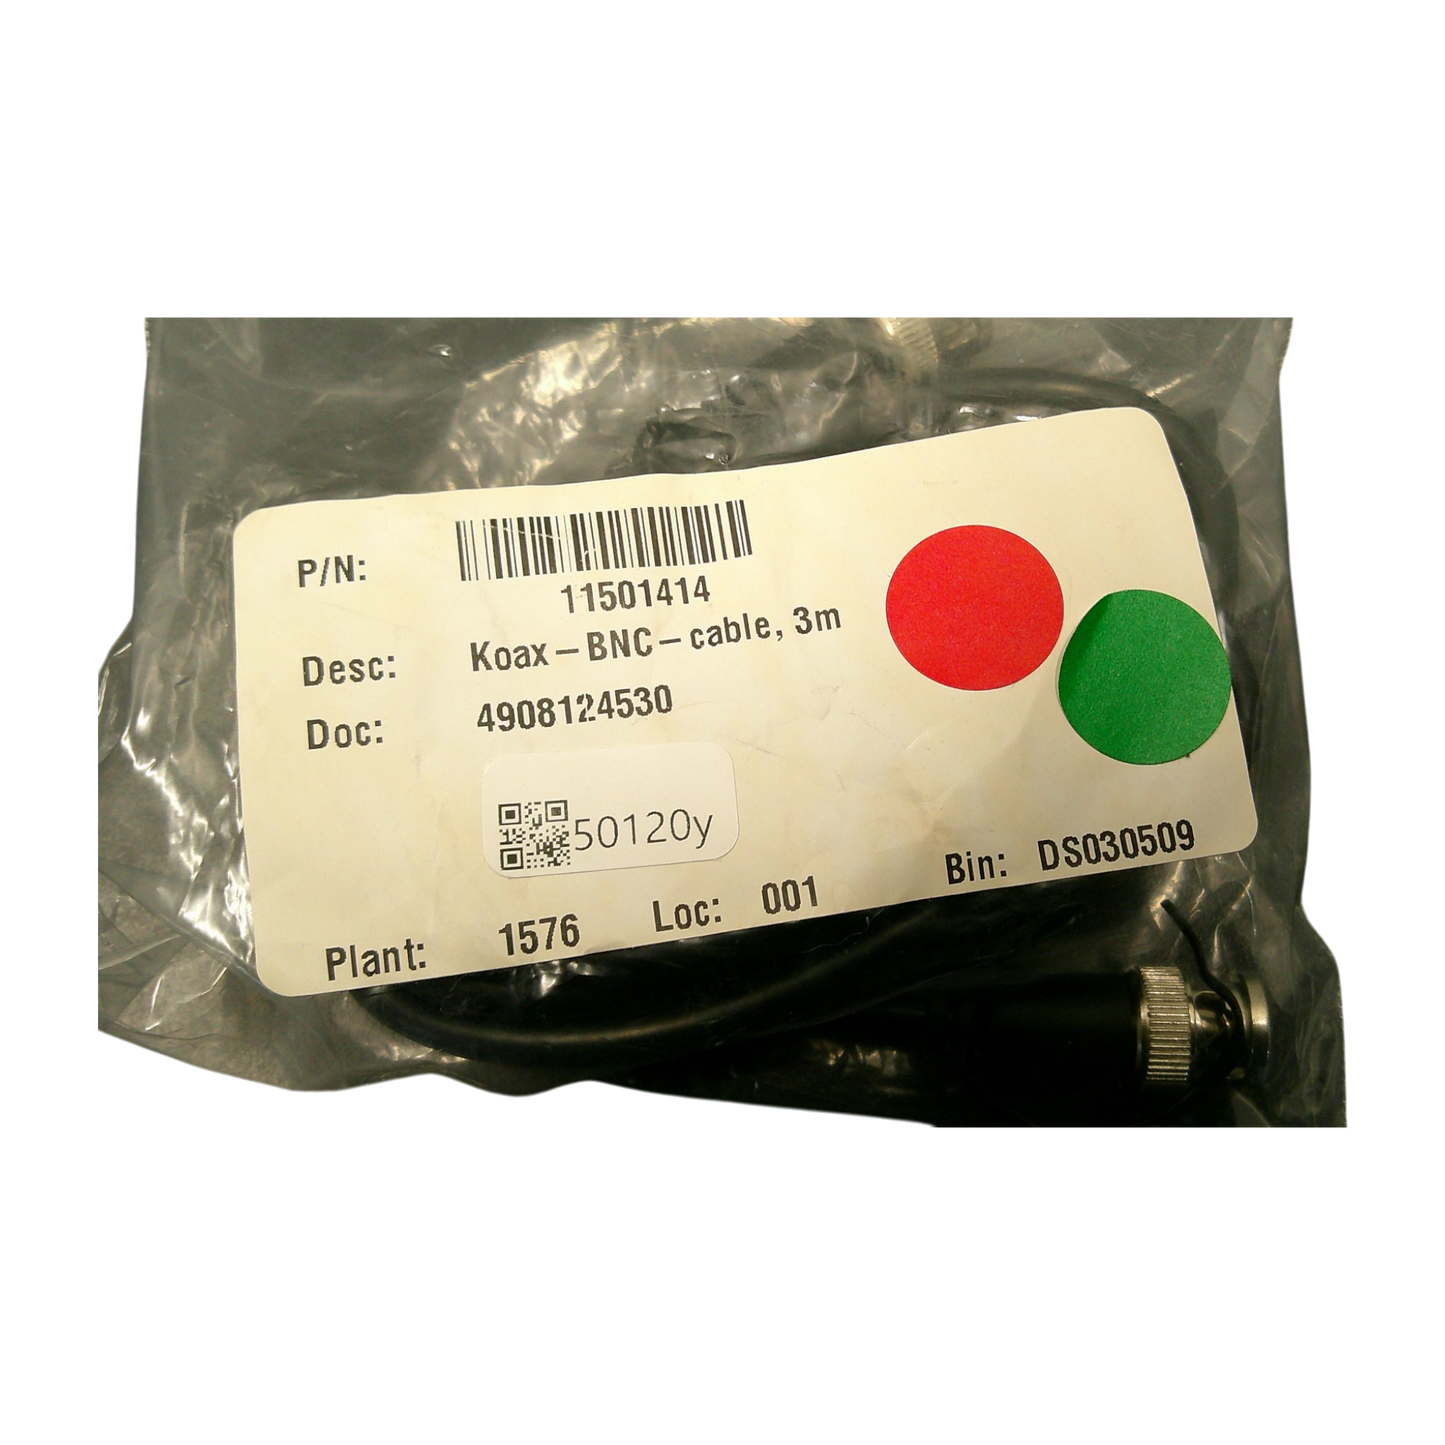 P/N:
11501414
Desc: Koax-BNC-cable, 3m
Doc: 4908124530
50120y
Plant: 1576 Loc: 001 Bin: DS030509